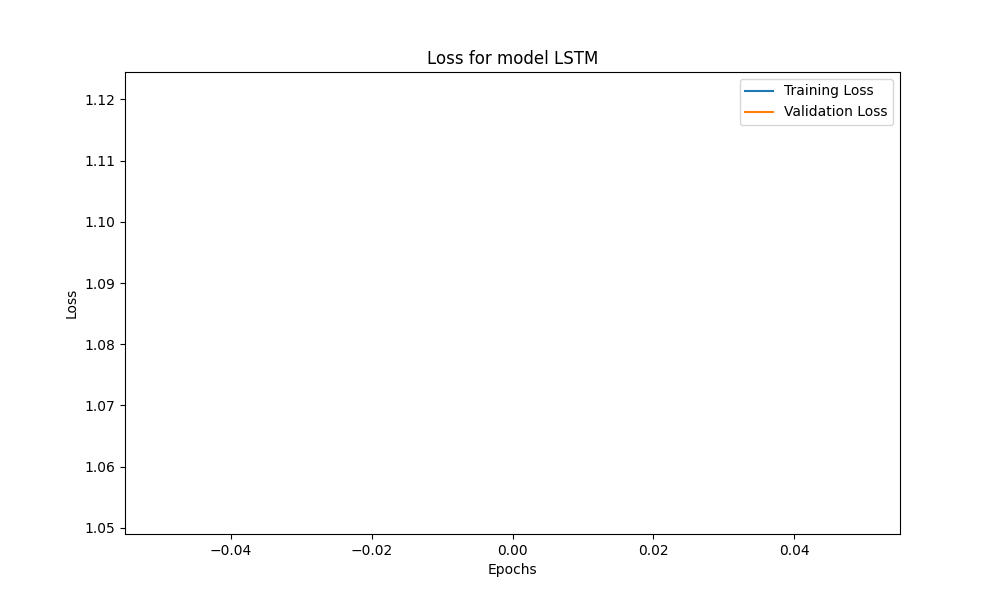 Loss for model LSTM
Training Loss
Validation Loss
1.12
1.11
1.10
1.09
1.08
1.07
1.06
1.05
Loss
−0.04
−0.02
0.00
0.02
0.04
Epochs